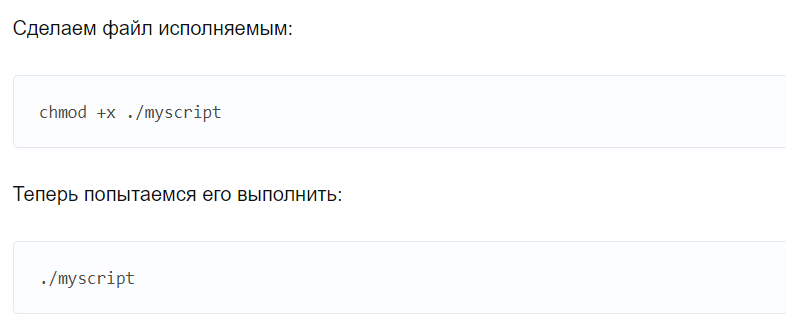 Сделаем файл исполняемым:
chmod +x ./myscript
Теперь попытаемся его выполнить:
./myscript